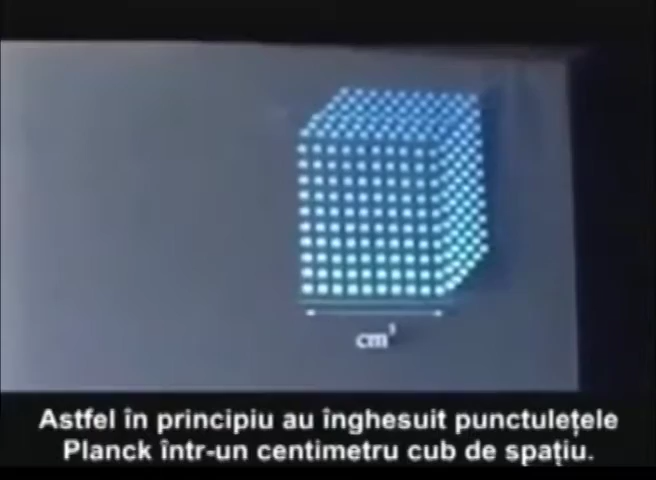 cm³
Astfel în principiu au înghesuit punctulețele
Planck într-un centimetru cub de spațiu.